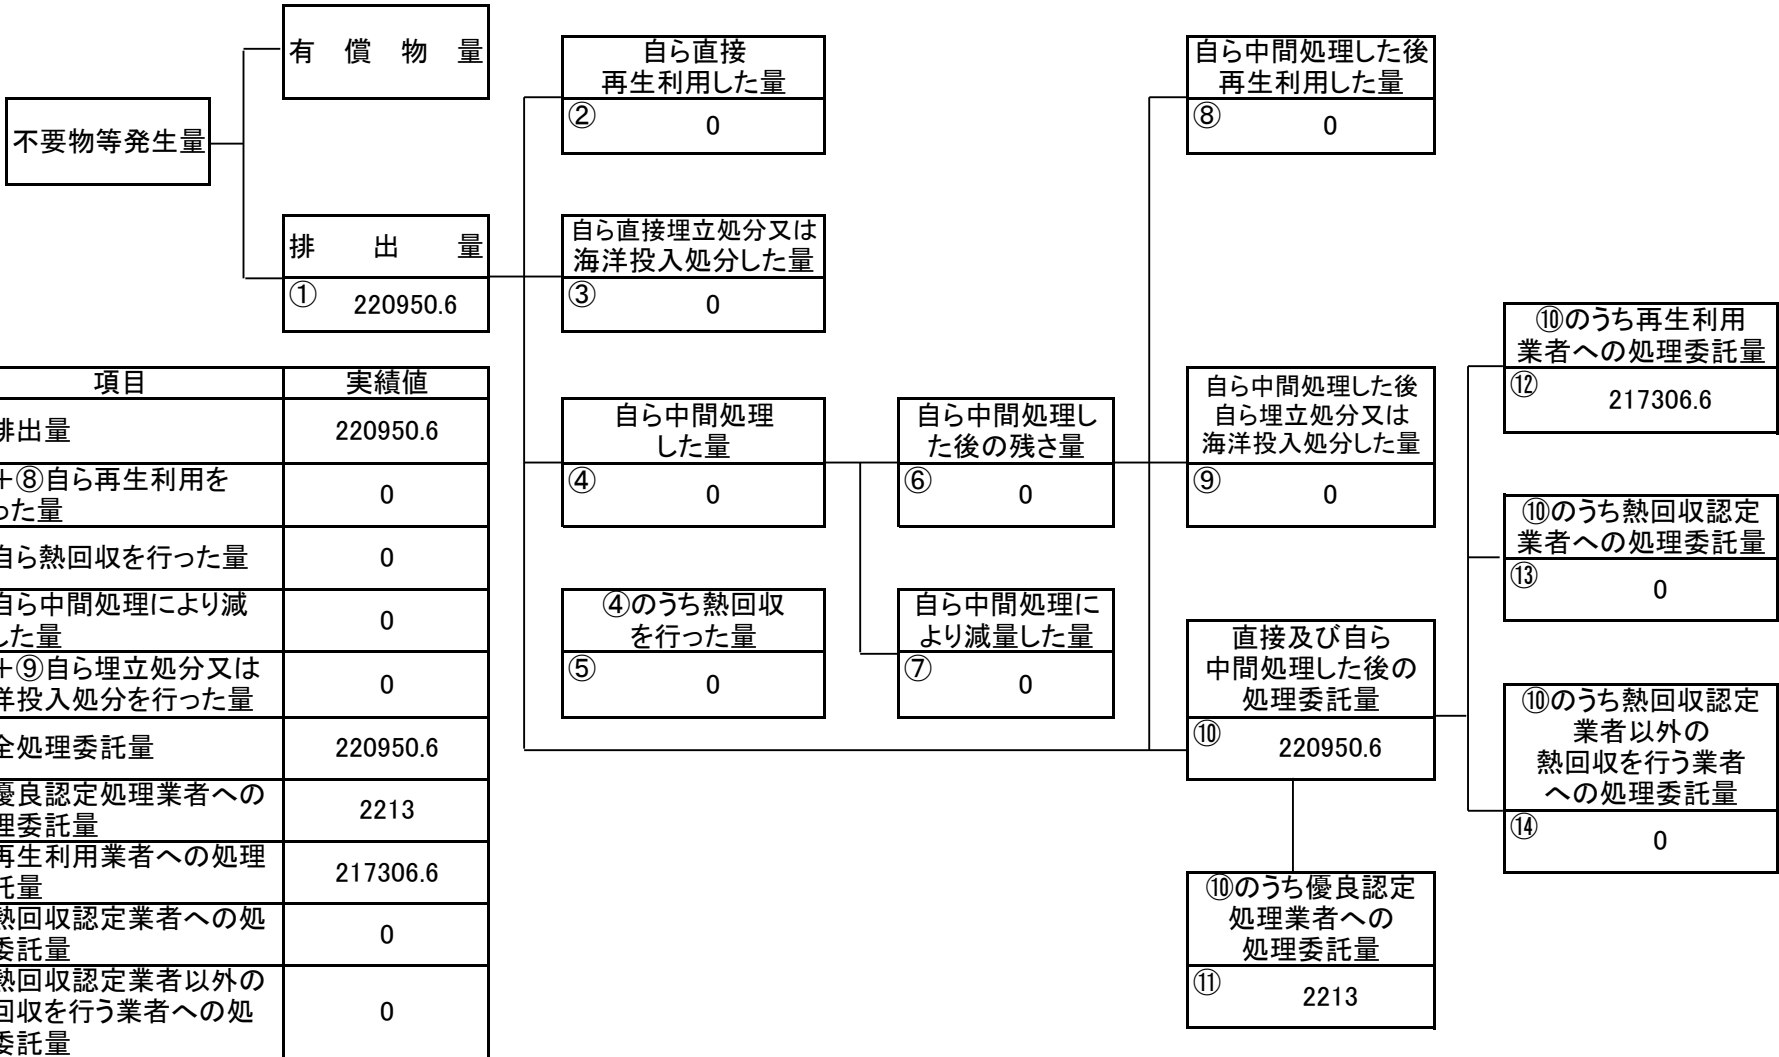 有償物量
不要物等発生量
排出量
① 220950.6
自ら直接
再生利用した量
② 0
自ら直接埋立処分又は
海洋投入処分した量
③ 0
自ら中間処理
した量
④ 0
④のうち熱回収
を行った量
⑤ 0
自ら中間処理し
た後の残さ量
⑥ 0
自ら中間処理に
より減量した量
⑦ 0
自ら中間処理した後
再生利用した量
⑧ 0
自ら中間処理した後
自ら埋立処分又は
海洋投入処分した量
⑨ 0
直接及び自ら
中間処理した後の
処理委託量
⑩ 220950.6
⑩のうち優良認定
処理業者への
処理委託量
⑪ 2213
⑩のうち再生利用
業者への処理委託量
⑫ 217306.6
⑩のうち熱回収認定
業者への処理委託量
⑬ 0
⑩のうち熱回収認定
業者以外の
熱回収を行う業者
への処理委託量
⑭ 0
項目 実績値
排出量 220950.6
+⑧自ら再生利用を
った量 0
自ら熱回収を行った量 0
自ら中間処理により減
した量 0
+⑨自ら埋立処分又は
洋投入処分を行った量 0
全処理委託量 220950.6
優良認定処理業者への
理委託量 2213
再生利用業者への処理
託量 217306.6
熱回収認定業者への処
委託量 0
熱回収認定業者以外の
回収を行う業者への処
委託量 0